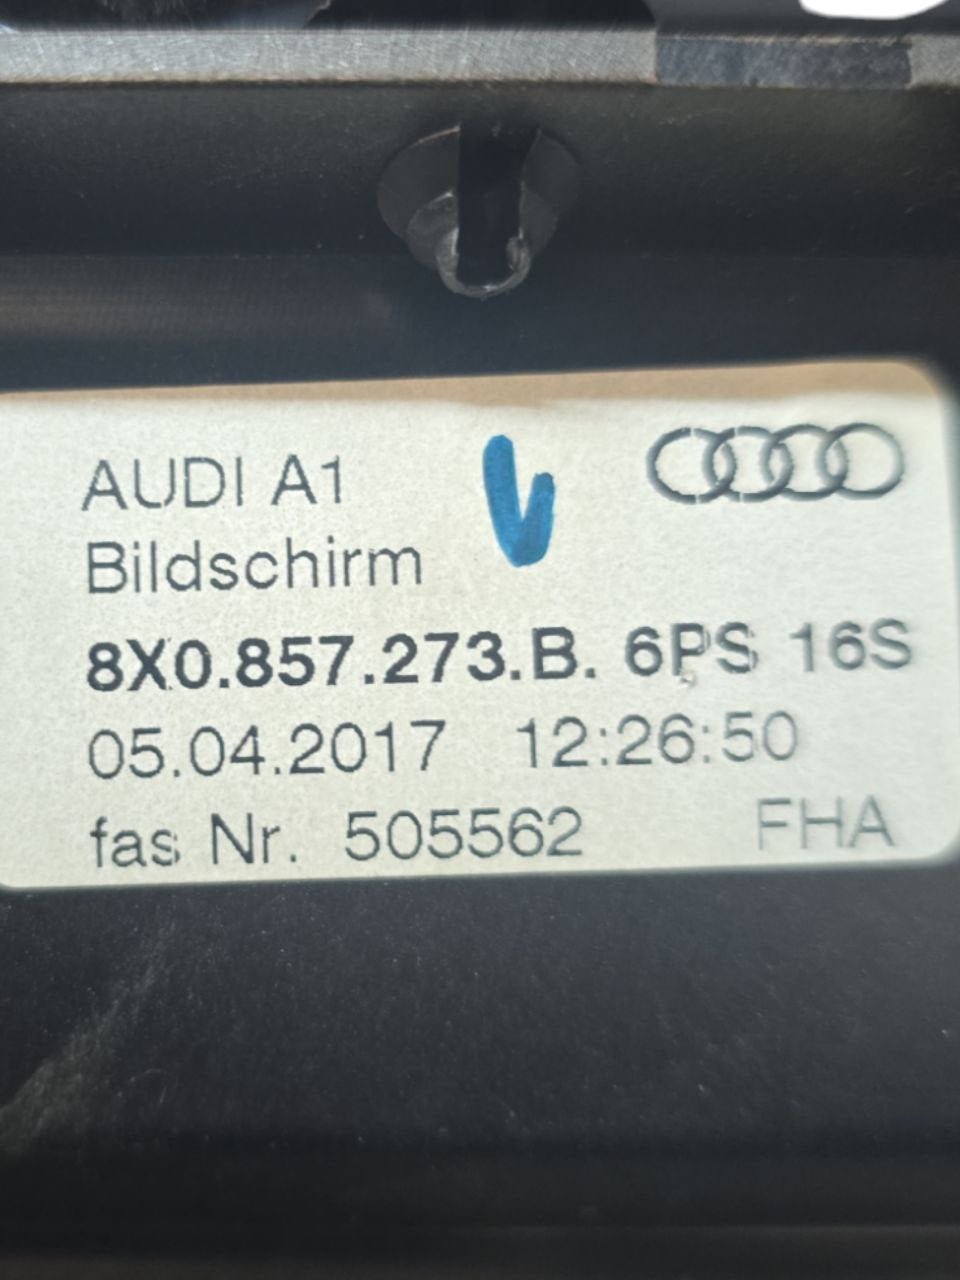 AUDI A1
Bildschirm
8X0.857.273.B. 6PS 16S
05.04.2017 12:26:50
fas Nr. 505562 FHA